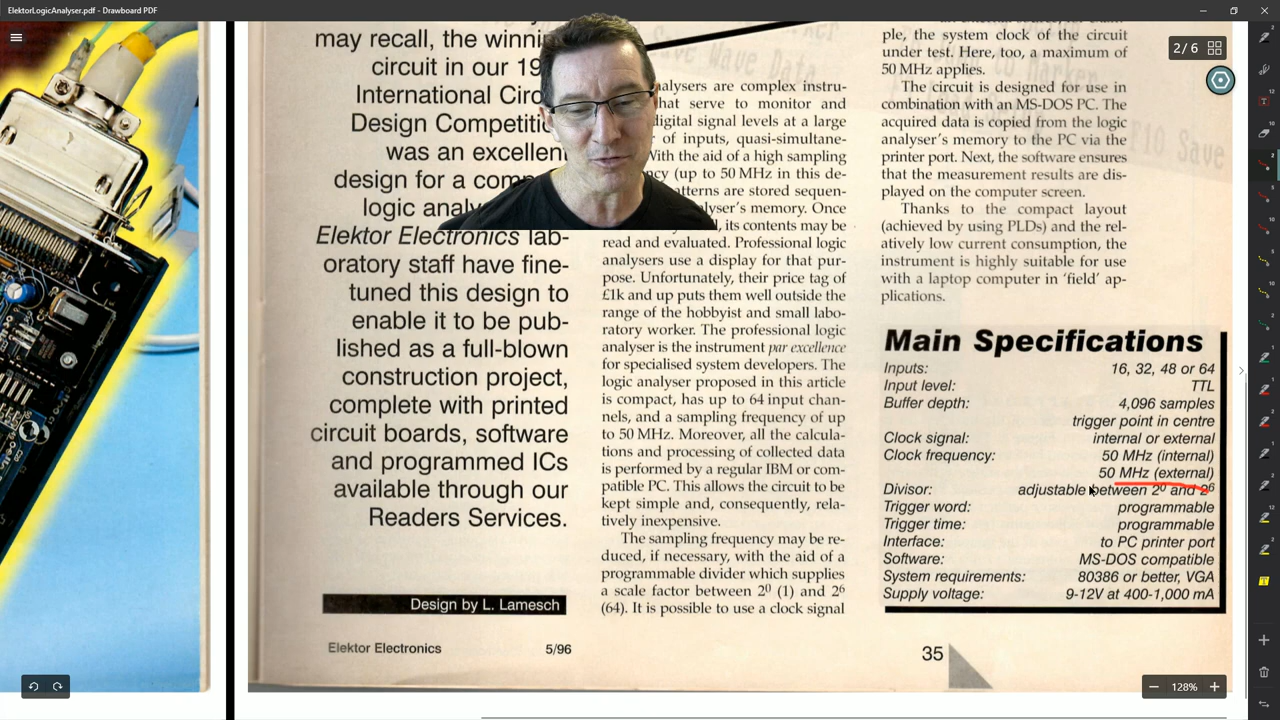 ElektorLogicAnalyser.pdf - Drawboard PDF
2 / 6
may recall, the winnin
circuit in our 19
International Circ
Design Competitio
was an excellent
design for a comp
logic analy
Elektor Electronics lab-
oratory staff have fine-
tuned this design to
enable it to be pub-
lished as a full-blown
construction project,
complete with printed
circuit boards, software
and programmed ICs
available through our
Readers Services.
Design by L. Lamesch
Elektor Electronics 5/96
alysers are complex instru-
hat serve to monitor and
digital signal levels at a large
of inputs, quasi-simultane-
With the aid of a high sampling
ncy (up to 50 MHz in this de-
atterns are stored sequen-
alyser's memory. Once
, its contents may be
read and evaluated. Professional logic
analysers use a display for that pur-
pose. Unfortunately, their price tag of
£1k and up puts them well outside the
range of the hobbyist and small labo-
ratory worker. The professional logic
analyser is the instrument par excellence
for specialised system developers. The
logic analyser proposed in this article
is compact, has up to 64 input chan-
nels, and a sampling frequency of up
to 50 MHz. Moreover, all the calcula-
tions and processing of collected data
is performed by a regular IBM or com-
patible PC. This allows the circuit to be
kept simple and, consequently, rela-
tively inexpensive.
The sampling frequency may be re-
duced, if necessary, with the aid of a
programmable divider which supplies
a scale factor between 2⁰ (1) and 2⁶
(64). It is possible to use a clock signal
ple, the system clock of the circuit
under test. Here, too, a maximum of
50 MHz applies.
The circuit is designed for use in
combination with an MS-DOS PC. The
acquired data is copied from the logic
analyser's memory to the PC via the
printer port. Next, the software ensures
that the measurement results are dis-
played on the computer screen.
Thanks to the compact layout
(achieved by using PLDs) and the rel-
atively low current consumption, the
instrument is highly suitable for use
with a laptop computer in 'field' ap-
plications.
Main Specifications
Inputs: 16, 32, 48 or 64
Input level: TTL
Buffer depth: 4,096 samples
trigger point in centre
Clock signal: internal or external
Clock frequency: 50 MHz (internal)
50 MHz (external)
Divisor: adjustable between 2⁰ and 2⁶
Trigger word: programmable
Trigger time: programmable
Interface: to PC printer port
Software: MS-DOS compatible
System requirements: 80386 or better, VGA
Supply voltage: 9-12V at 400-1,000 mA
35
128%